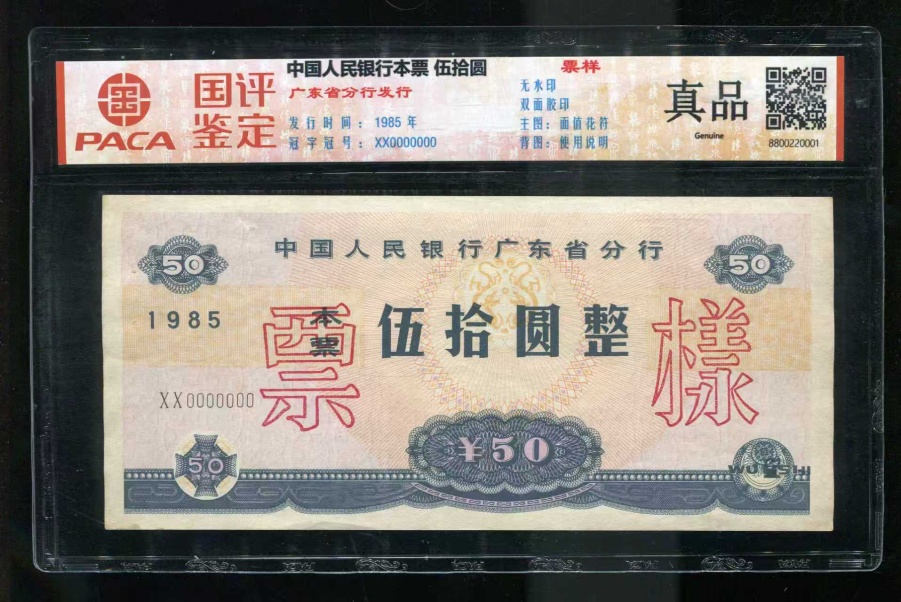 中国人民银行本票 伍拾圆
票样
国评
鉴定
PACA
广东省分行发行
发行时间： 1985 年
冠字冠号： XX0000000
无水印
双面胶印
主图：面值花符
背图：使用说明
真品
Genuine
8800220001
中国人民银行广东省分行
50
50
1985
本票
伍拾圆整
票
樣
XX0000000
50
¥50